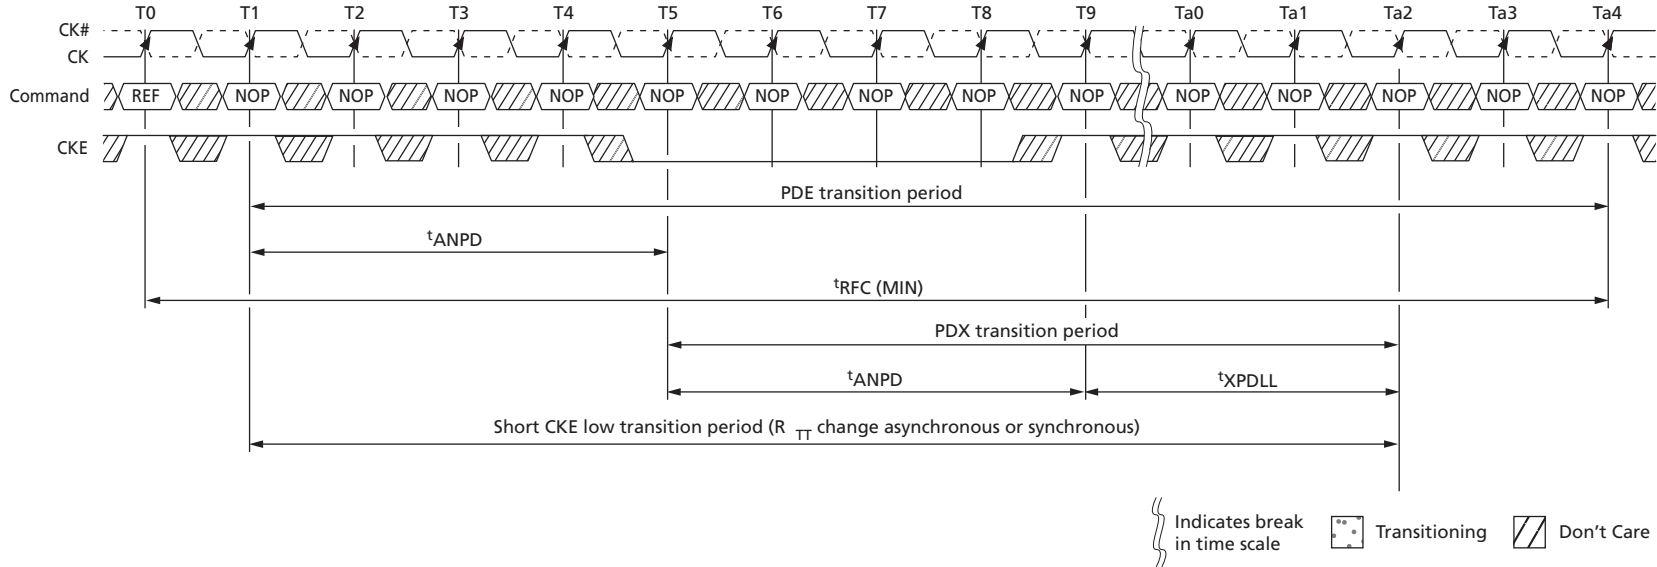 T0 T1 T2 T3 T4 T5 T6 T7 T8 T9 Ta0 Ta1 Ta2 Ta3 Ta4
CK#
CK
Command REF NOP NOP NOP NOP NOP NOP NOP NOP NOP NOP NOP NOP NOP NOP
CKE
PDE transition period
tANPD
tRFC (MIN)
PDX transition period
tANPD tXPDLL
Short CKE low transition period (R TT change asynchronous or synchronous)
Indicates break
in time scale
Transitioning
Don't Care